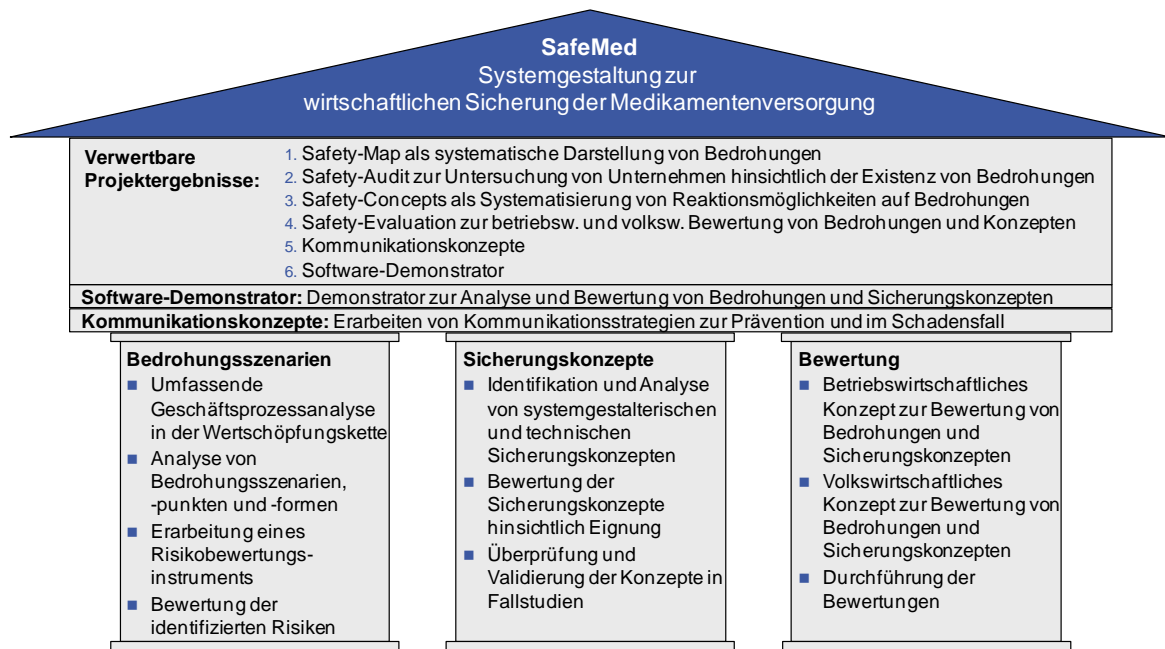 SafeMed
Systemgestaltung zur
wirtschaftlichen Sicherung der Medikamentenversorgung
Verwertbare
Projektergebnisse:
1. Safety-Map als systematische Darstellung von Bedrohungen
2. Safety-Audit zur Untersuchung von Unternehmen hinsichtlich der Existenz von Bedrohungen
3. Safety-Concepts als Systematisierung von Reaktionsmöglichkeiten auf Bedrohungen
4. Safety-Evaluation zur betriebsw. und volksw. Bewertung von Bedrohungen und Konzepten
5. Kommunikationskonzepte
6. Software-Demonstrator
Software-Demonstrator: Demonstrator zur Analyse und Bewertung von Bedrohungen und Sicherungskonzepten
Kommunikationskonzepte: Erarbeiten von Kommunikationsstrategien zur Prävention und im Schadensfall
Bedrohungsszenarien
Umfassende
Geschäftsprozessanalyse
in der Wertschöpfungskette
Analyse von
Bedrohungsszenarien,
-punkten und -formen
Erarbeitung eines
Risikobewertungs-
instruments
Bewertung der
identifizierten Risiken
Sicherungskonzepte
Identifikation und Analyse
von systemgestalterischen
und technischen
Sicherungskonzepten
Bewertung der
Sicherungskonzepte
hinsichtlich Eignung
Überprüfung und
Validierung der Konzepte in
Fallstudien
Bewertung
Betriebswirtschaftliches
Konzept zur Bewertung von
Bedrohungen und
Sicherungskonzepten
Volkswirtschaftliches
Konzept zur Bewertung von
Bedrohungen und
Sicherungskonzepten
Durchführung der
Bewertungen